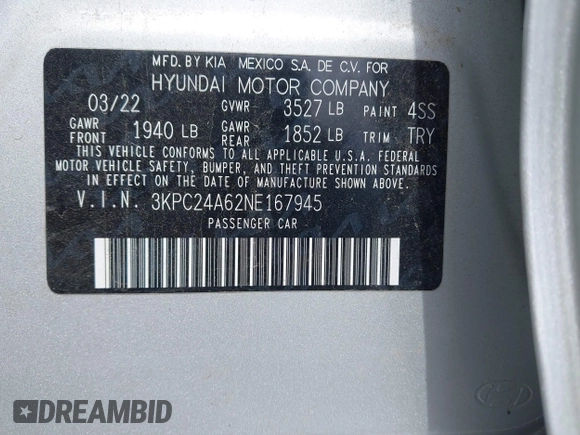 MFD. BY KIA MEXICO S.A. DE C.V. FOR
HYUNDAI MOTOR COMPANY
03/22 GVWR 3527 LB PAINT 4SS
GAWR FRONT 1940 LB GAWR REAR 1852 LB TRIM TRY
THIS VEHICLE CONFORMS TO ALL APPLICABLE U.S.A. FEDERAL
MOTOR VEHICLE SAFETY, BUMPER, AND THEFT PREVENTION STANDARDS
IN EFFECT ON THE DATE OF MANUFACTURE SHOWN ABOVE.
V.I.N. 3KPC24A62NE167945
PASSENGER CAR
DREAMBID